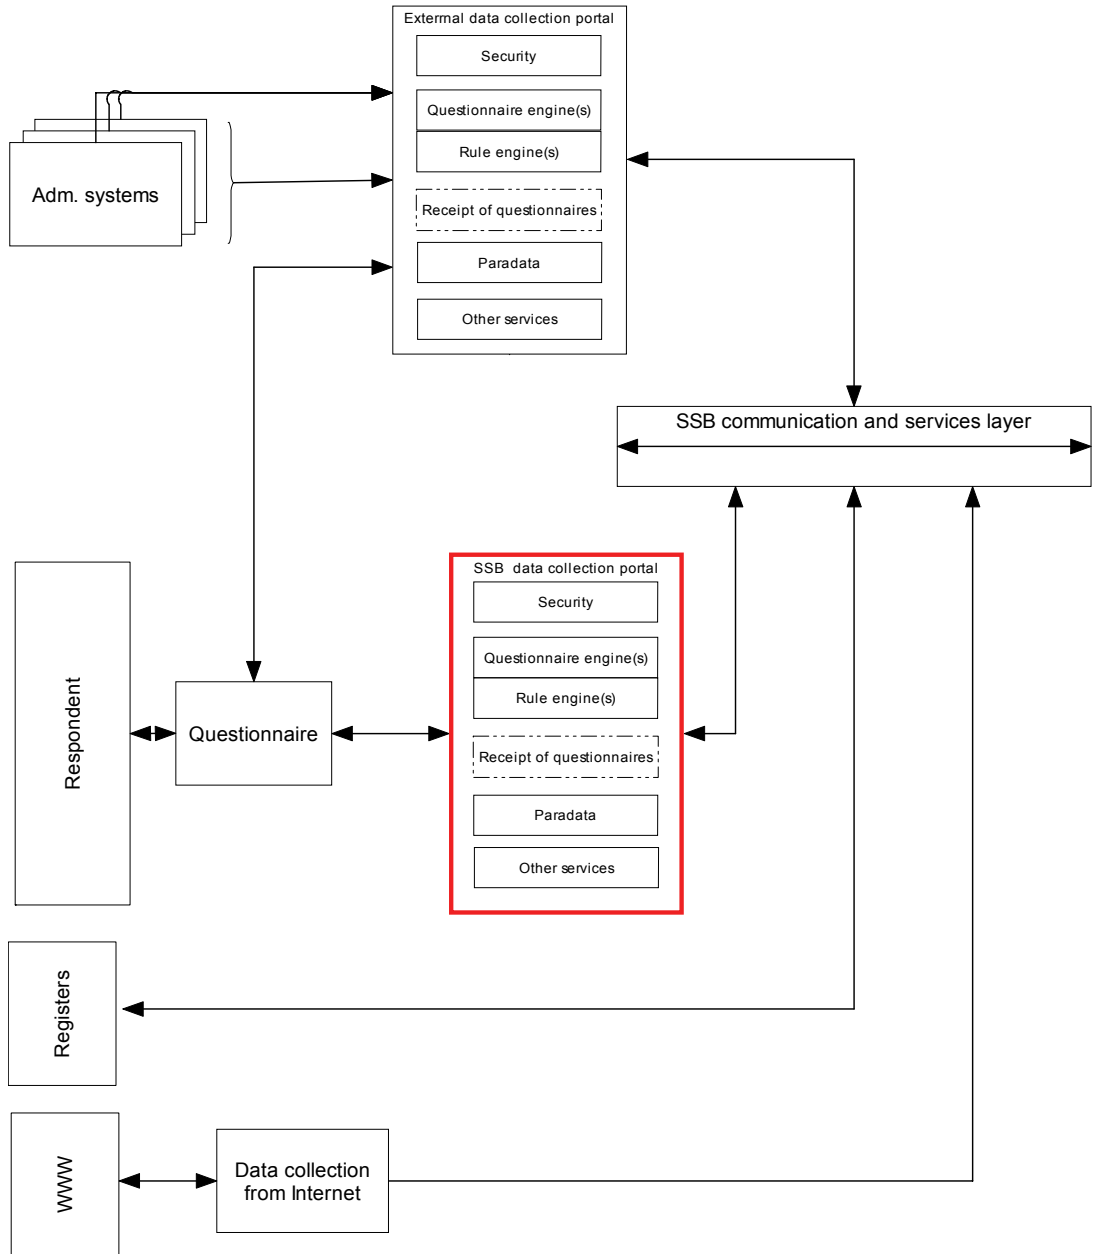 External data collection portal
Security
Questionnaire engine(s)
Rule engine(s)
Receipt of questionnaires
Paradata
Other services
Adm. systems
SSB communication and services layer
SSB data collection portal
Security
Questionnaire engine(s)
Rule engine(s)
Receipt of questionnaires
Paradata
Other services
Respondent
Questionnaire
Registers
WWW
Data collection
from Internet